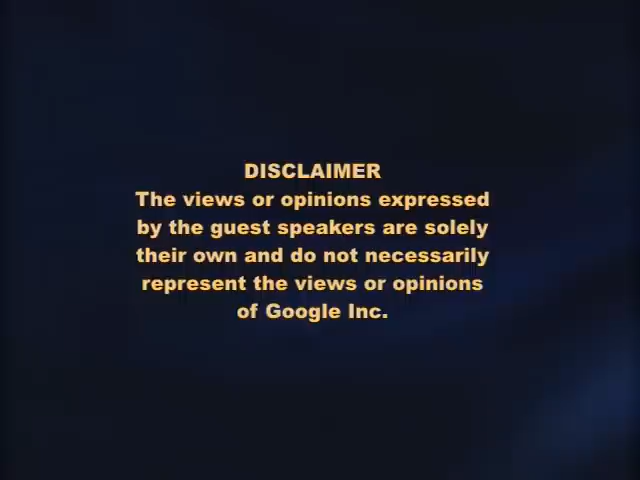 DISCLAIMER
The views or opinions expressed
by the guest speakers are solely
their own and do not necessarily
represent the views or opinions
of Google Inc.